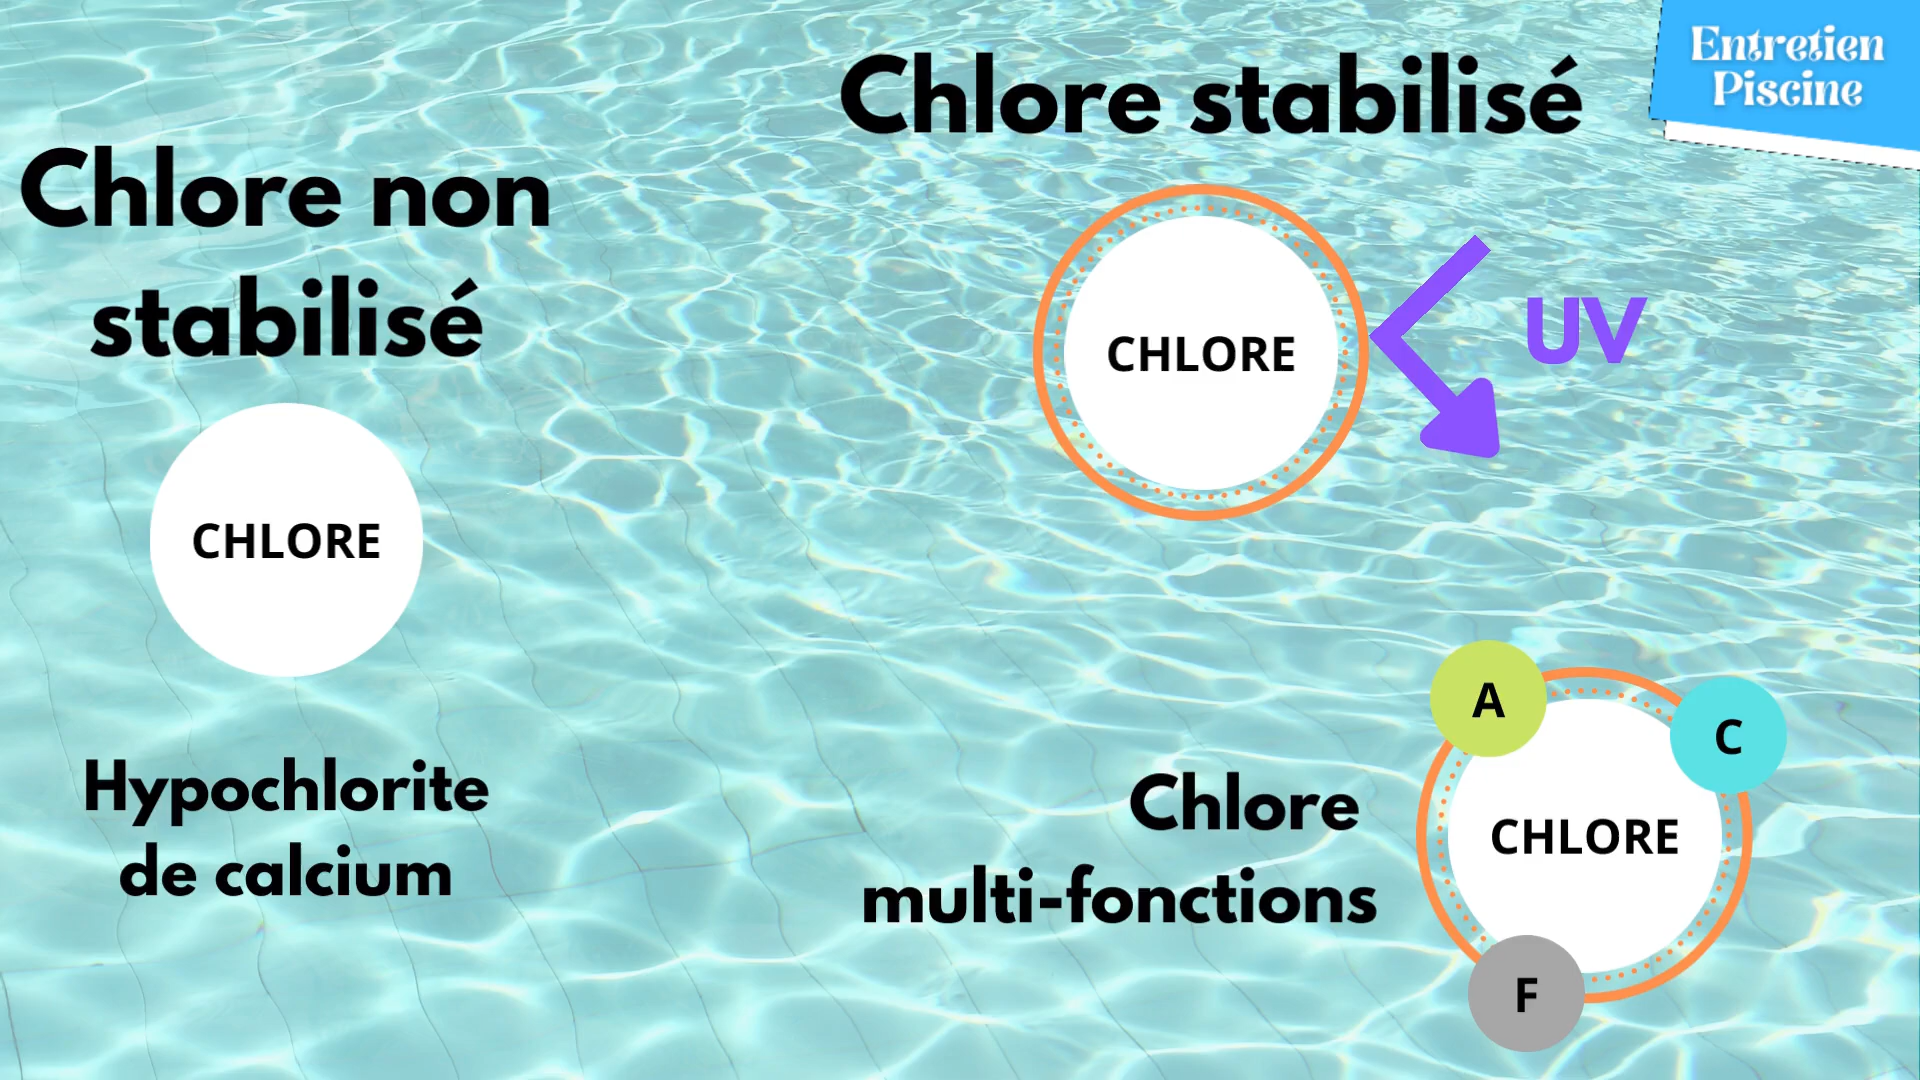 Entretien
Piscine
Chlore non
stabilisé
CHLORE
Hypochlorite
de calcium
Chlore stabilisé
CHLORE
UV
Chlore
multi-fonctions
A
C
CHLORE
F